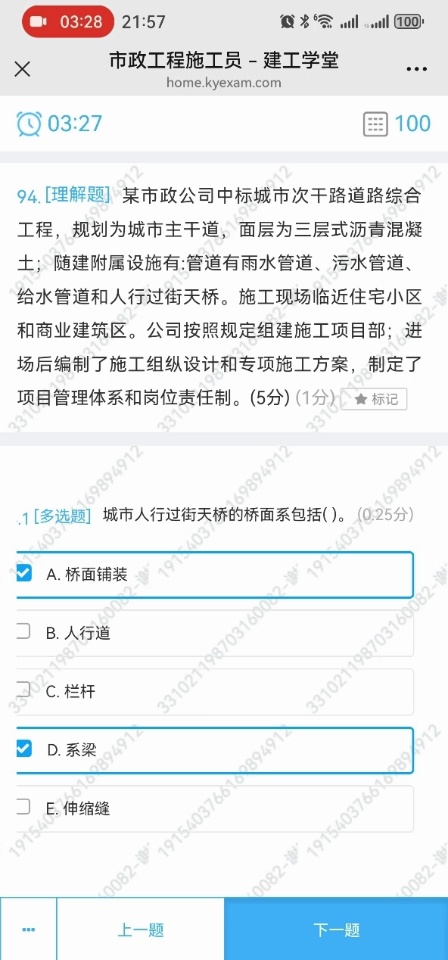 03:28 21:57 6 100
市政工程施工员 – 建工学堂
home.kyexam.com
03:27 100
94. [理解题] 某市政公司中标城市次干路道路综合
工程，规划为城市主干道，面层为三层式沥青混凝
土；随建附属设施有:管道有雨水管道、污水管道、
给水管道和人行过街天桥。施工现场临近住宅小区
和商业建筑区。公司按照规定组建施工项目部；进
场后编制了施工组纵设计和专项施工方案，制定了
项目管理体系和岗位责任制。(5分) (1分) ★ 标记
.1 [多选题] 城市人行过街天桥的桥面系包括( )。 (0.25分)
A. 桥面铺装
B. 人行道
C. 栏杆
D. 系梁
E. 伸缩缝
上一题
下一题